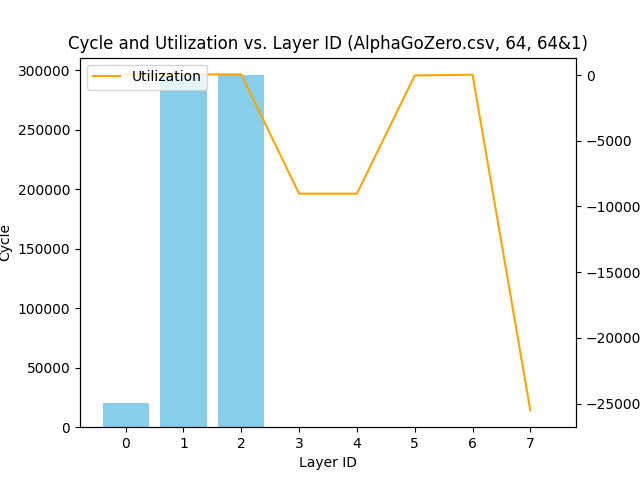 Cycle and Utilization vs. Layer ID (AlphaGoZero.csv, 64, 64&1)
Utilization
300000
250000
200000
150000
100000
50000
0
Cycle
0
−5000
−10000
−15000
−20000
−25000
0 1 2 3 4 5 6 7
Layer ID